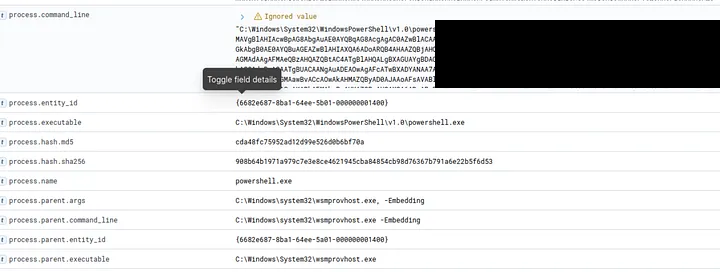 process.command_line
Ignored value
"C:\Windows\System32\WindowsPowerShell\v1.0\powers
Toggle field details
process.entity_id
{6682e687-8ba1-64ee-5b01-000000001400}
process.executable
C:\Windows\System32\WindowsPowerShell\v1.0\powershell.exe
process.hash.md5
cda48fc75952ad12d99e526d0b6bf70a
process.hash.sha256
908b64b1971a979c7e3e8ce4621945cba84854cb98d76367b791a6e22b5f6d53
process.name
powershell.exe
process.parent.args
C:\Windows\system32\wsmprovhost.exe, -Embedding
process.parent.command_line
C:\Windows\system32\wsmprovhost.exe -Embedding
process.parent.entity_id
{6682e687-8ba1-64ee-5a01-000000001400}
process.parent.executable
C:\Windows\system32\wsmprovhost.exe